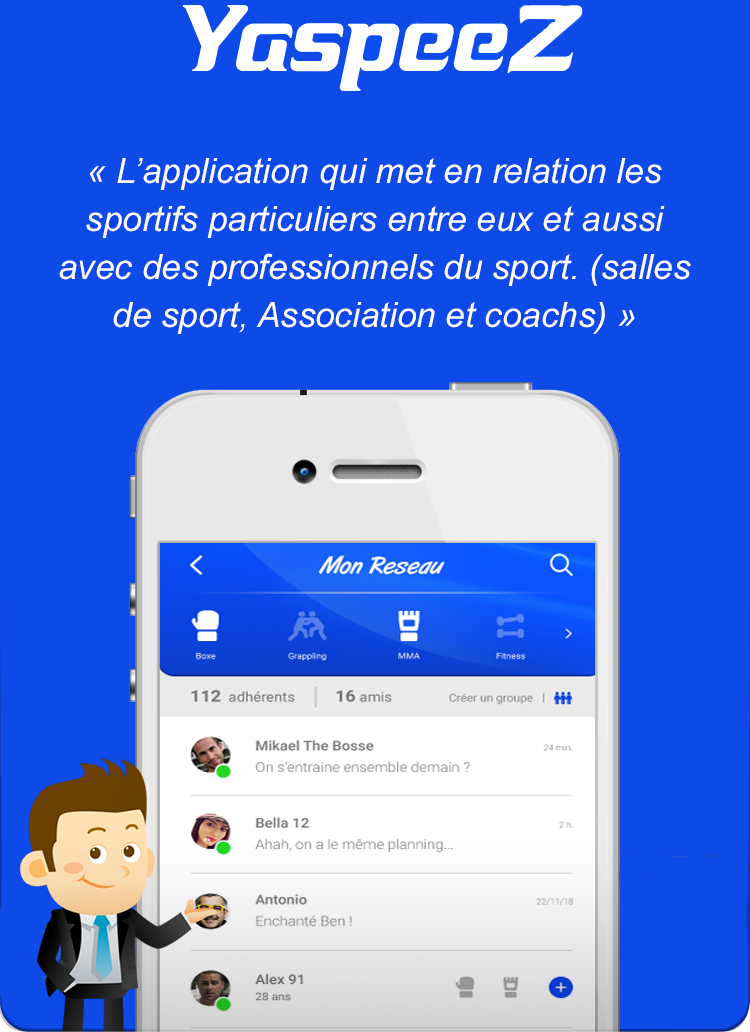 YaspeeZ
« L’application qui met en relation les
sportifs particuliers entre eux et aussi
avec des professionnels du sport. (salles
de sport, Association et coachs) »
Mon Reseau
Boxe Grappling MMA Fitness
112 adhérents | 16 amis Créer un groupe |
Mikael The Bosse 24 min.
On s’entraine ensemble demain ?
Bella 12 2 h.
Ahah, on a le même planning...
Antonio 22/11/18
Enchanté Ben !
Alex 91
28 ans